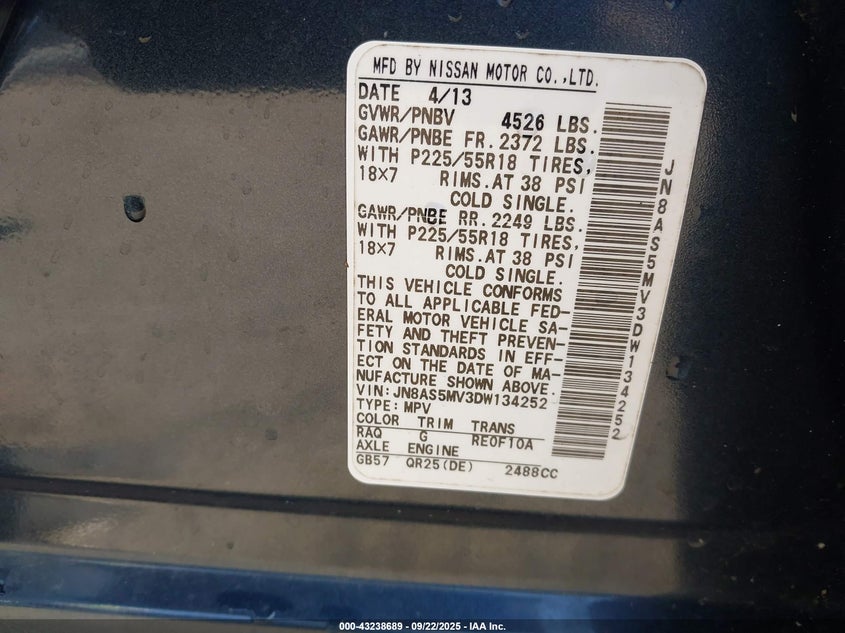 MFD BY NISSAN MOTOR CO.,LTD.
DATE 4/13
GVWR/PNBV 4526 LBS.
GAWR/PNBE FR.2372 LBS.
WITH P225/55R18 TIRES,
18X7 RIMS.AT 38 PSI
COLD SINGLE.
GAWR/PNBE RR.2249 LBS.
WITH P225/55R18 TIRES,
18X7 RIMS.AT 38 PSI
COLD SINGLE.
THIS VEHICLE CONFORMS
TO ALL APPLICABLE FED-
ERAL MOTOR VEHICLE SA-
FETY AND THEFT PREVEN-
TION STANDARDS IN EFF-
ECT ON THE DATE OF MA-
NUFACTURE SHOWN ABOVE.
VIN:JN8AS5MV3DW134252
TYPE:MPV
COLOR TRIM TRANS
RAQ G RE0F10A
AXLE ENGINE
GB57 QR25(DE) 2488CC
JN8AS5MV3DW134252
000-43238689 - 09/22/2025 - IAA Inc.